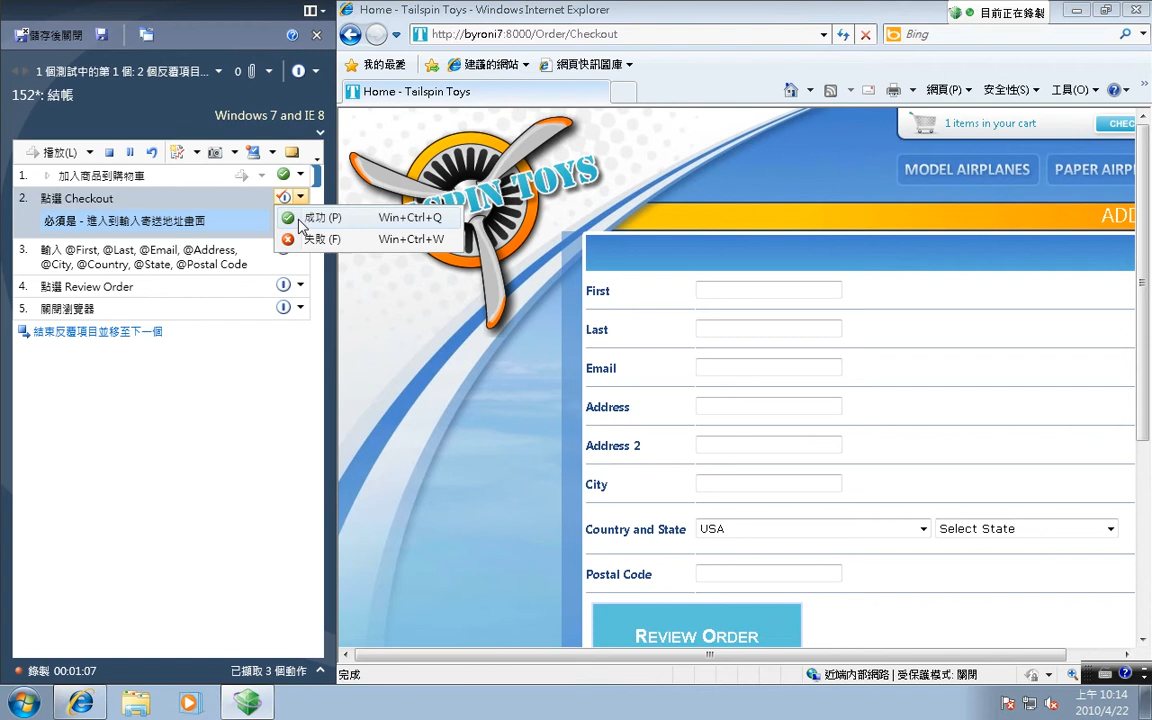 儲存後關閉
1 個測試中的第 1 個: 2 個反覆項目... 0
152*: 結帳
Windows 7 and IE 8
播放(L)
1. 加入商品到購物車
2. 點選 Checkout
必須是 - 進入到輸入寄送地址畫面
成功 (P) Win+Ctrl+Q
失敗 (F) Win+Ctrl+W
3. 輸入 @First, @Last, @Email, @Address,
@City, @Country, @State, @Postal Code
4. 點選 Review Order
5. 關閉瀏覽器
結束反覆項目並移至下一個
錄製 00:01:07 已擷取 3 個動作
Home - Tailspin Toys - Windows Internet Explorer
目前正在錄製
http://byroni7:8000/Order/Checkout
Bing
我的最愛
建議的網站
網頁快訊圖庫
Home - Tailspin Toys
網頁(P) 安全性(S) 工具(O)
1 items in your cart
CHEC
SPIN TOYS
MODEL AIRPLANES
PAPER AIRP
ADD
First
Last
Email
Address
Address 2
City
Country and State USA Select State
Postal Code
REVIEW ORDER
完成
近端內部網路 | 受保護模式: 關閉
上午 10:14
2010/4/22